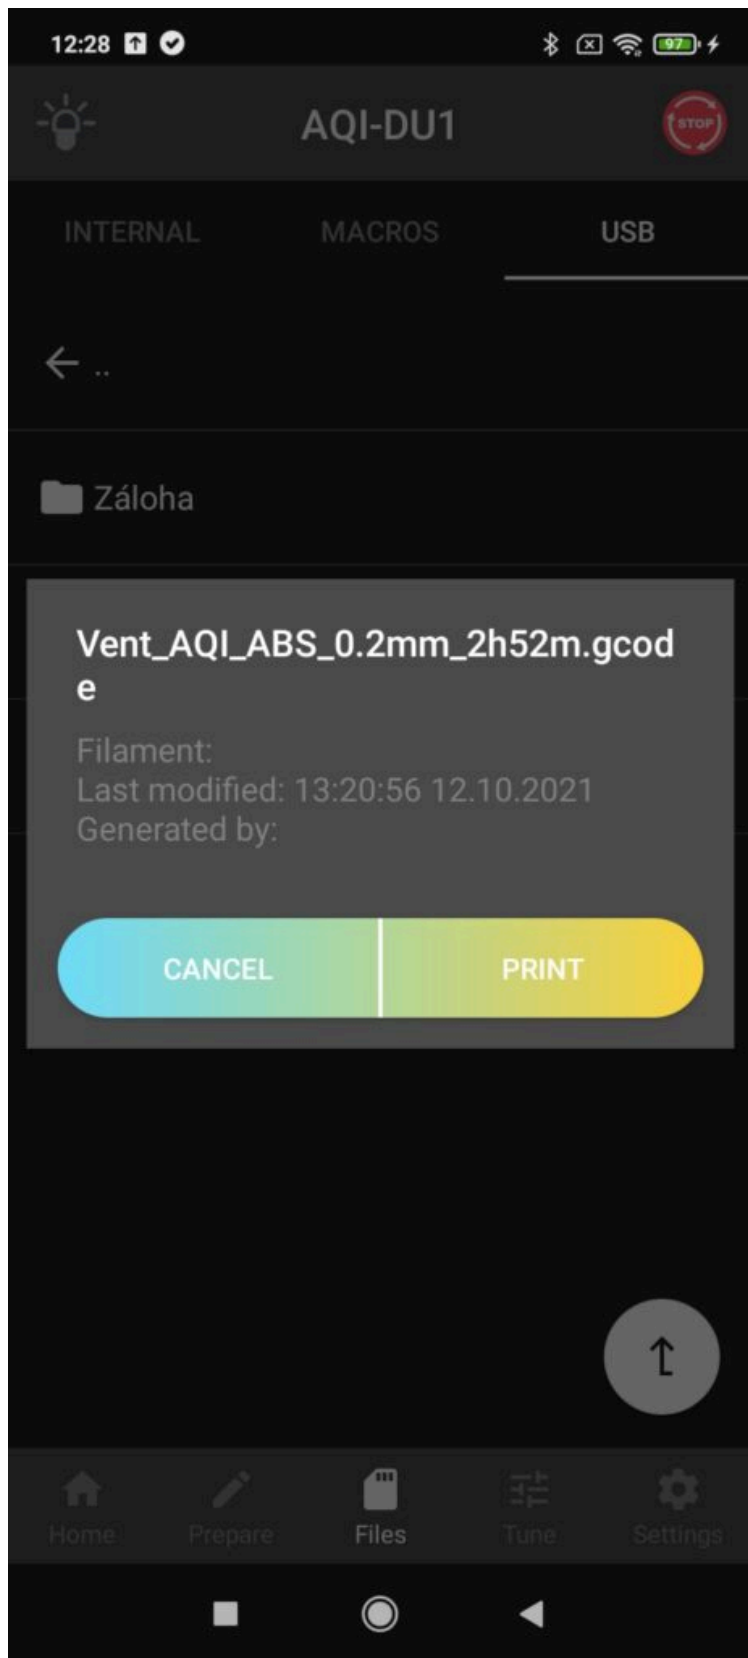 12:28
97
AQI-DU1
STOP
INTERNAL
MACROS
USB
..
Záloha
Vent_AQI_ABS_0.2mm_2h52m.gcod
e
Filament:
Last modified: 13:20:56 12.10.2021
Generated by:
CANCEL
PRINT
Home
Prepare
Files
Tune
Settings